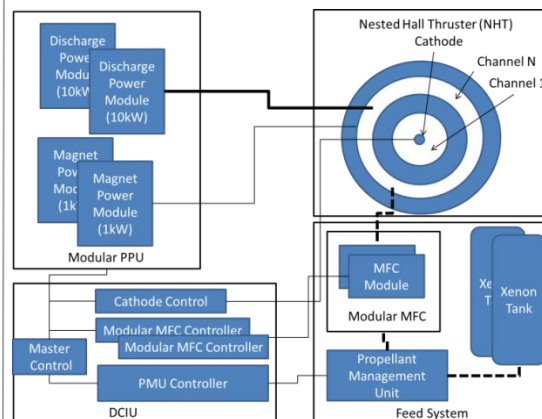 Discharge
Power
Module
(10kW)
Discharge
Power
Module
(10kW)
Magnet
Power
Module
(1kW)
Magnet
Power
Module
(1kW)
Modular PPU
Nested Hall Thruster (NHT)
Cathode
Channel N
Channel 1
Cathode Control
Modular MFC Controller
Modular MFC Controller
Master
Control
PMU Controller
DCIU
MFC
Module
Modular MFC
Xenon
Tank
Propellant
Management
Unit
Feed System